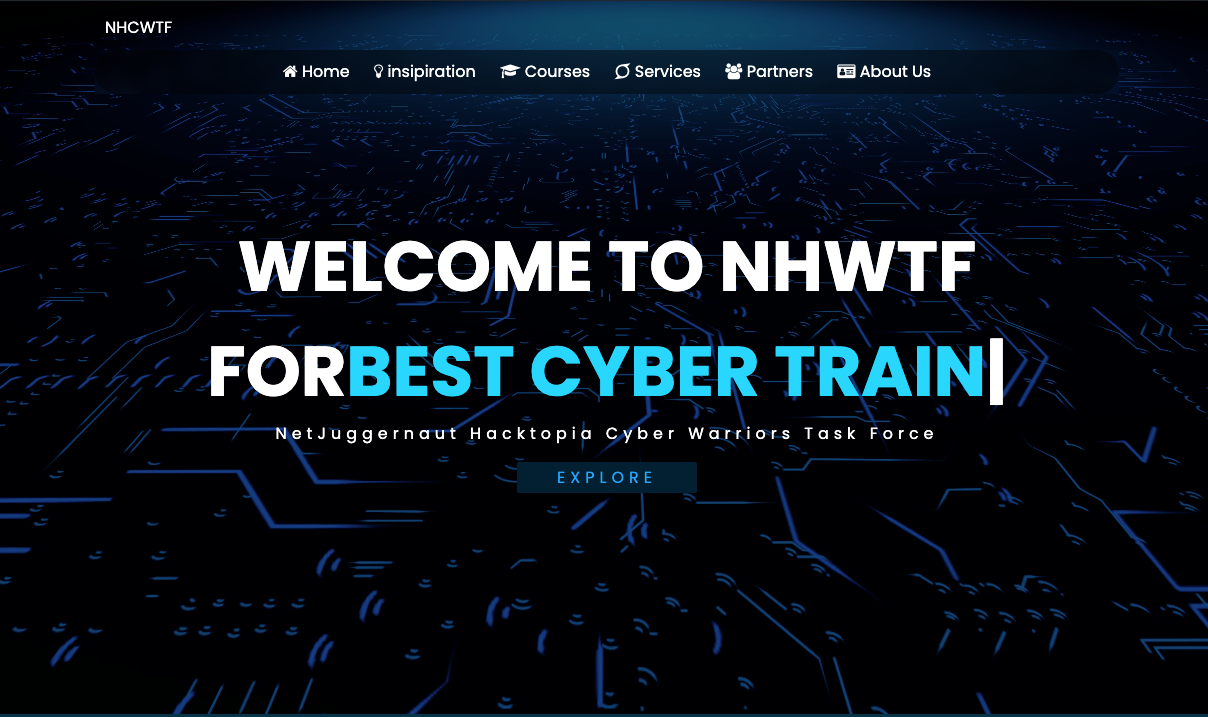 NHCWTF
Home insipiration Courses Services Partners About Us
WELCOME TO NHWTF
FORBEST CYBER TRAIN|
NetJuggernaut Hacktopia Cyber Warriors Task Force
EXPLORE